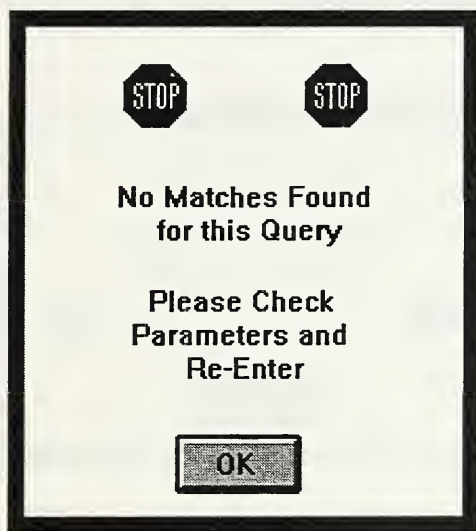 STOP STOP
No Matches Found
for this Query
Please Check
Parameters and
Re-Enter
OK